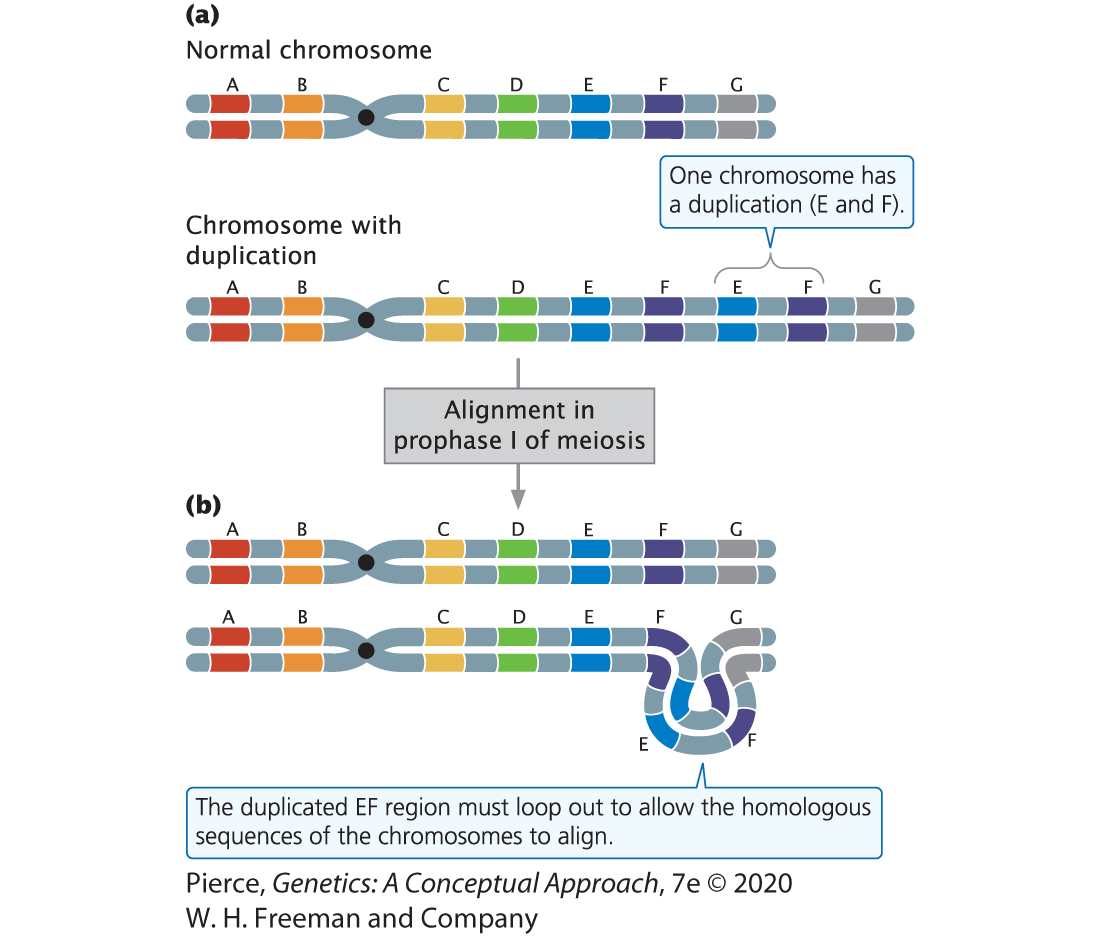 (a)
Normal chromosome
A B C D E F G
One chromosome has
a duplication (E and F).
Chromosome with
duplication
A B C D E F E F G
Alignment in
prophase I of meiosis
(b)
A B C D E F G
A B C D E F G
E F
The duplicated EF region must loop out to allow the homologous
sequences of the chromosomes to align.
Pierce, Genetics: A Conceptual Approach, 7e © 2020
W. H. Freeman and Company